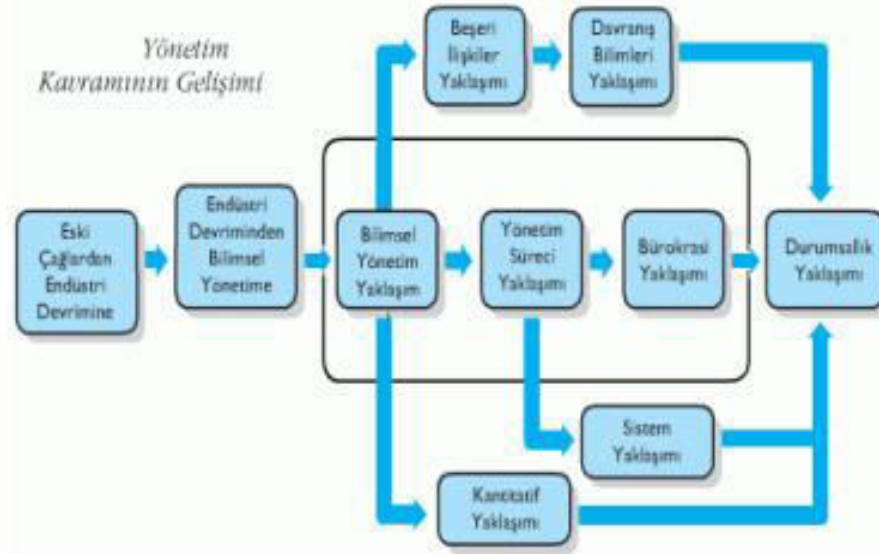 Yönetim
Kavramının Gelişimi
Beşeri
İlişkiler
Yaklaşımı
Davranış
Bilimleri
Yaklaşımı
Eski
Çağlardan
Endüstri
Devrimine
Endüstri
Devriminden
Bilimsel
Yönetime
Bilimsel
Yönetim
Yaklaşım
Yönetim
Süreci
Yaklaşımı
Bürokrasi
Yaklaşımı
Durumsallık
Yaklaşımı
Sistem
Yaklaşımı
Kantitatif
Yaklaşımı